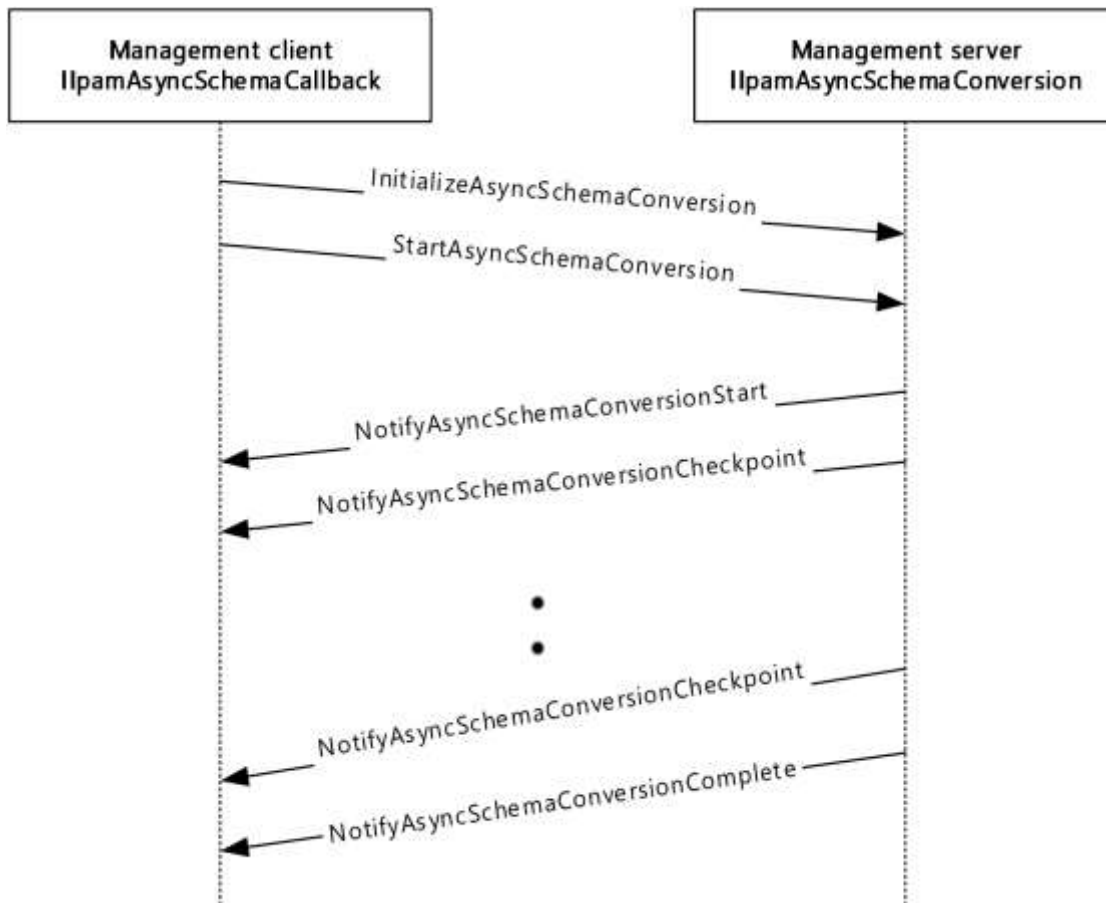 Management client
IIpamAsyncSchemaCallback
Management server
IIpamAsyncSchemaConversion
InitializeAsyncSchemaConversion
StartAsyncSchemaConversion
NotifyAsyncSchemaConversionStart
NotifyAsyncSchemaConversionCheckpoint
NotifyAsyncSchemaConversionCheckpoint
NotifyAsyncSchemaConversionComplete